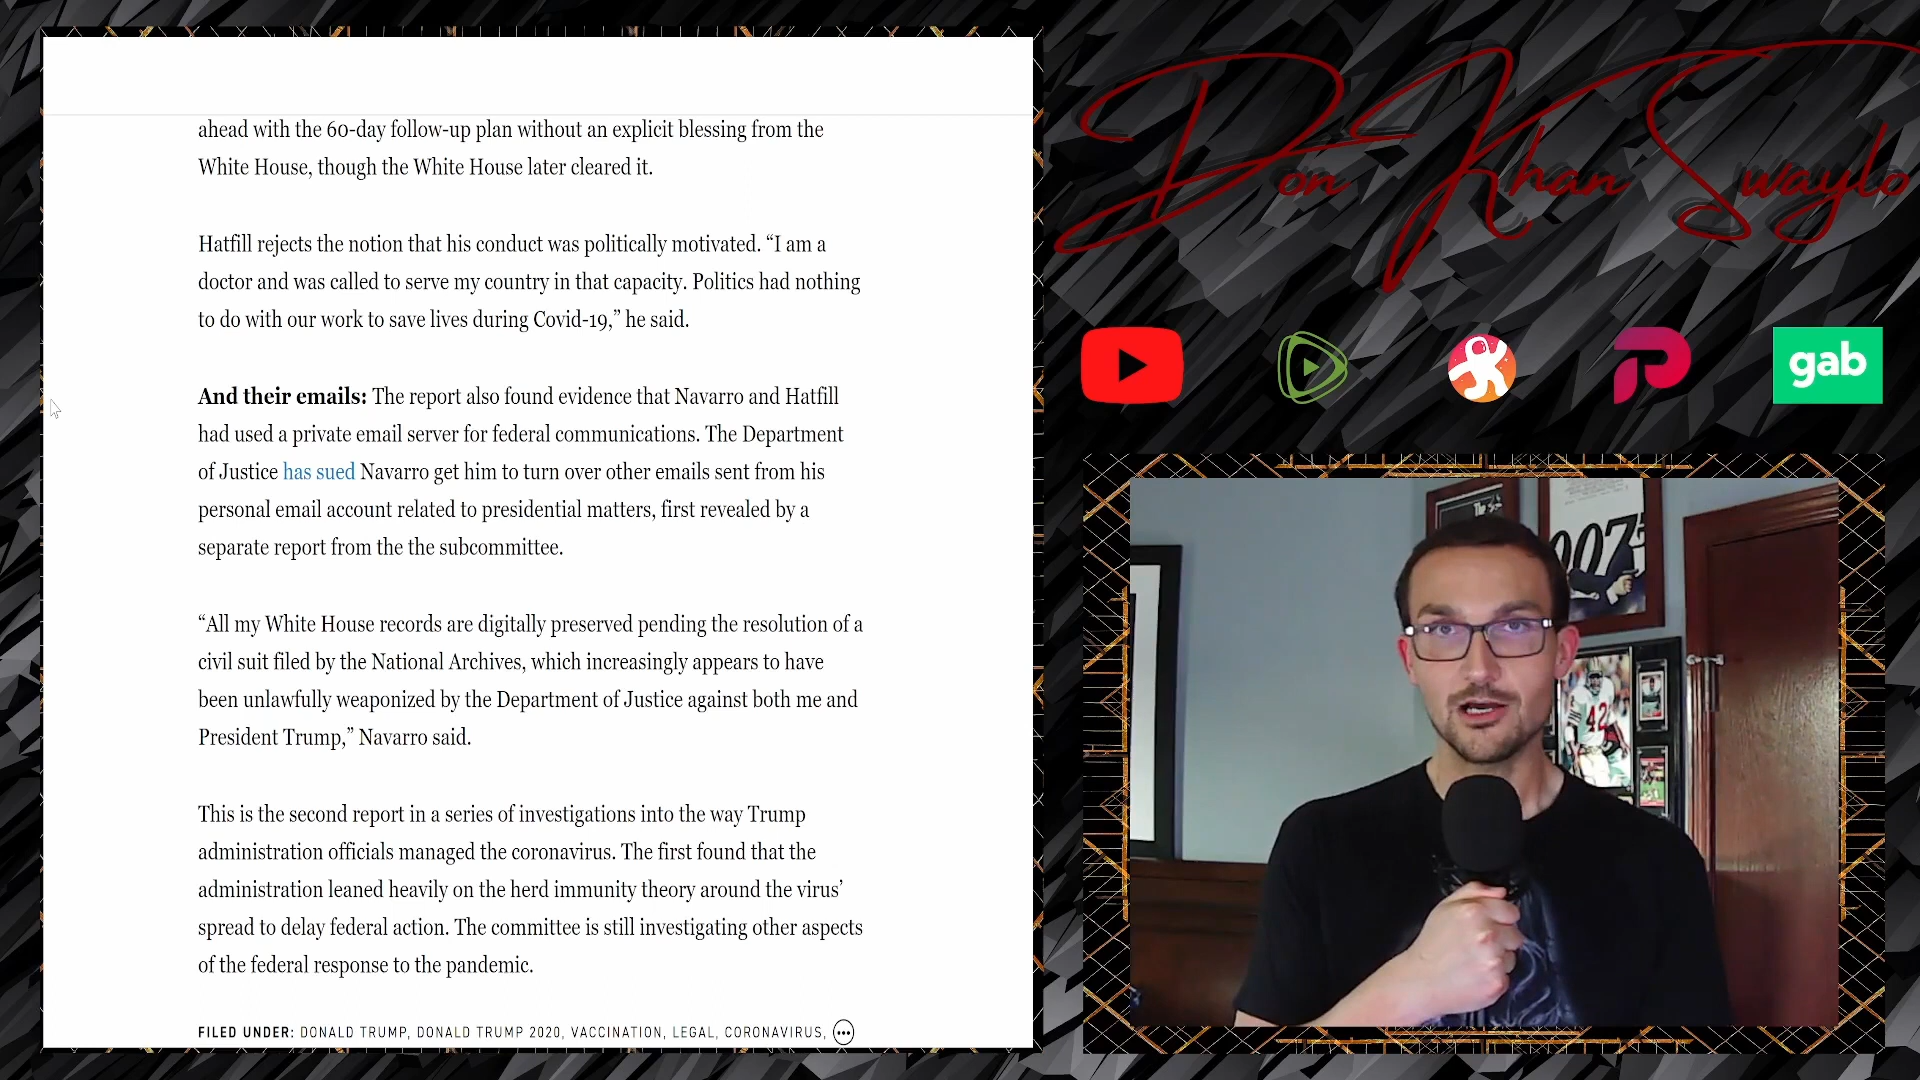 ahead with the 60-day follow-up plan without an explicit blessing from the
White House, though the White House later cleared it.
Hatfill rejects the notion that his conduct was politically motivated. “I am a
doctor and was called to serve my country in that capacity. Politics had nothing
to do with our work to save lives during Covid-19,” he said.
And their emails: The report also found evidence that Navarro and Hatfill
had used a private email server for federal communications. The Department
of Justice has sued Navarro get him to turn over other emails sent from his
personal email account related to presidential matters, first revealed by a
separate report from the the subcommittee.
“All my White House records are digitally preserved pending the resolution of a
civil suit filed by the National Archives, which increasingly appears to have
been unlawfully weaponized by the Department of Justice against both me and
President Trump,” Navarro said.
This is the second report in a series of investigations into the way Trump
administration officials managed the coronavirus. The first found that the
administration leaned heavily on the herd immunity theory around the virus’
spread to delay federal action. The committee is still investigating other aspects
of the federal response to the pandemic.
FILED UNDER: DONALD TRUMP, DONALD TRUMP 2020, VACCINATION, LEGAL, CORONAVIRUS,
Don Khan Swaylo
gab
007
42